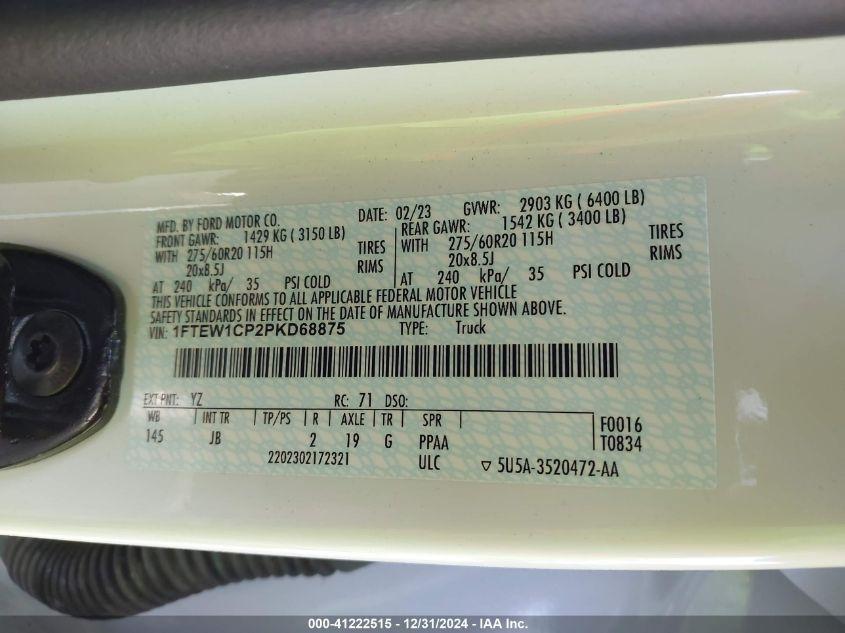 MFD. BY FORD MOTOR CO. DATE: 02/23 GVWR: 2903 KG ( 6400 LB)
FRONT GAWR: 1429 KG ( 3150 LB) REAR GAWR: 1542 KG ( 3400 LB)
WITH 275/60R20 115H TIRES WITH 275/60R20 115H TIRES
20x8.5J RIMS 20x8.5J RIMS
AT 240 kPa/ 35 PSI COLD AT 240 kPa/ 35 PSI COLD
THIS VEHICLE CONFORMS TO ALL APPLICABLE FEDERAL MOTOR VEHICLE
SAFETY STANDARDS IN EFFECT ON THE DATE OF MANUFACTURE SHOWN ABOVE.
VIN: 1FTEW1CP2PKD68875 TYPE: Truck
EXT PNT: YZ RC: 71 DSO:
WB INT TR TP/PS R AXLE TR SPR F0016
145 JB 2 19 G PPAA T0834
2202302172321 ULC ▽ 5U5A-3520472-AA
000-41222515 - 12/31/2024 - IAA Inc.